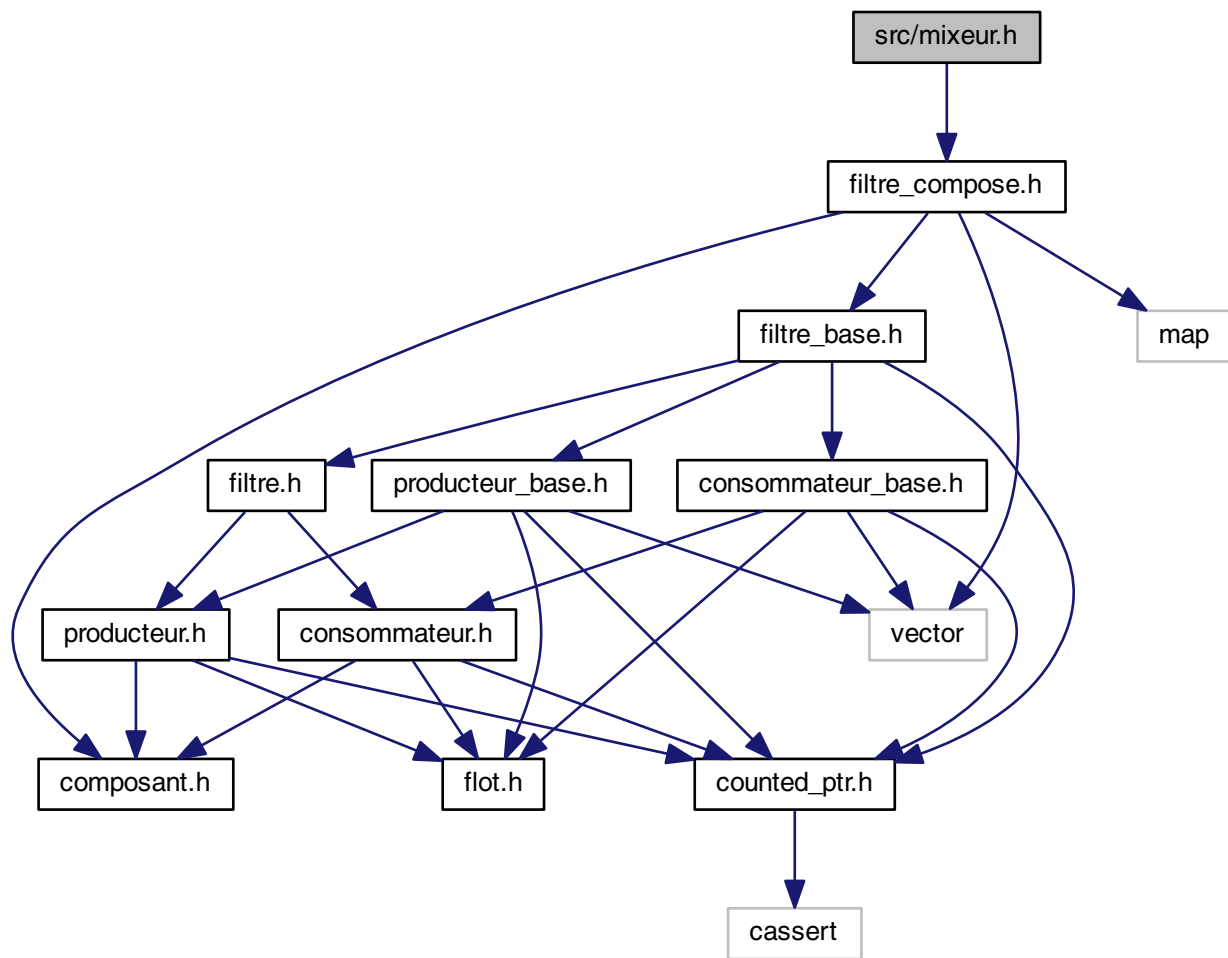 src/mixeur.h
filtre_compose.h
filtre_base.h
map
filtre.h
producteur_base.h
consommateur_base.h
producteur.h
consommateur.h
vector
composant.h
flot.h
counted_ptr.h
cassert